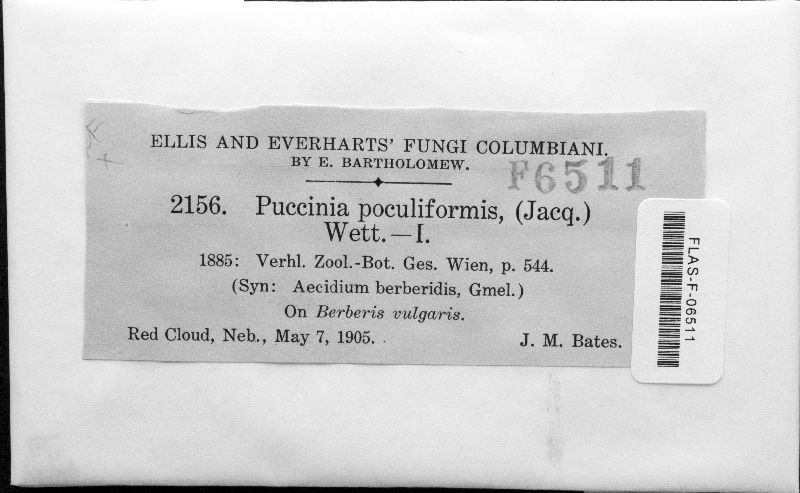 ELLIS AND EVERHARTS' FUNGI COLUMBIANI.
BY E. BARTHOLOMEW.
F6511
2156. Puccinia poculiformis, (Jacq.)
Wett.—I.
1885: Verhl. Zool.-Bot. Ges. Wien, p. 544.
(Syn: Aecidium berberidis, Gmel.)
On Berberis vulgaris.
Red Cloud, Neb., May 7, 1905.
J. M. Bates.
FLAS-F-06511